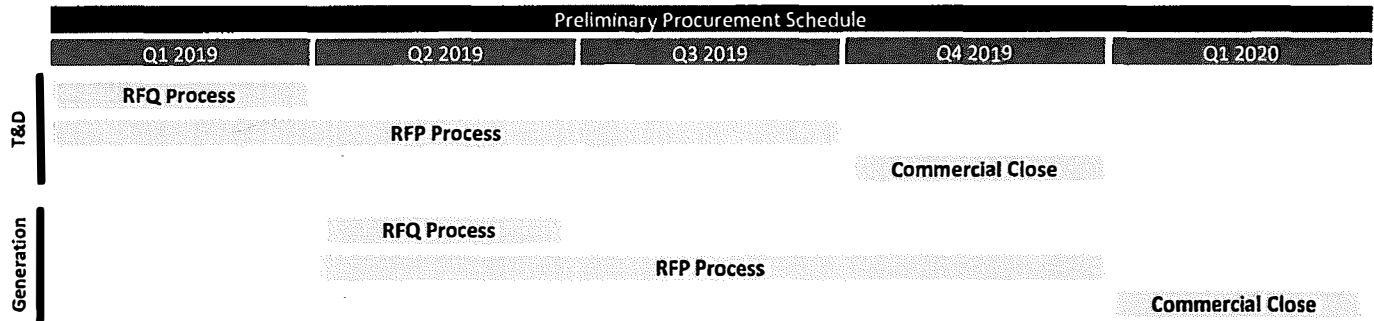 Preliminary Procurement Schedule
Q1 2019 Q2 2019 Q3 2019 Q4 2019 Q1 2020
T&D
RFQ Process
RFP Process
Commercial Close
Generation
RFQ Process
RFP Process
Commercial Close